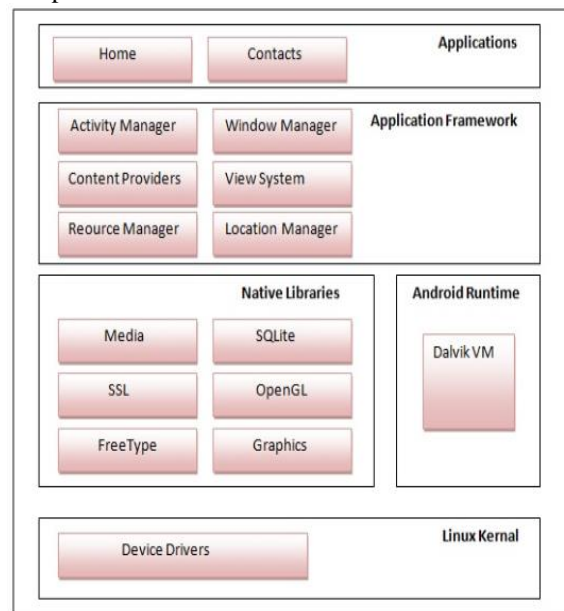 Applications
Home Contacts
Application Framework
Activity Manager Window Manager
Content Providers View System
Reource Manager Location Manager
Native Libraries
Media SQLite
SSL OpenGL
FreeType Graphics
Android Runtime
Dalvik VM
Linux Kernal
Device Drivers